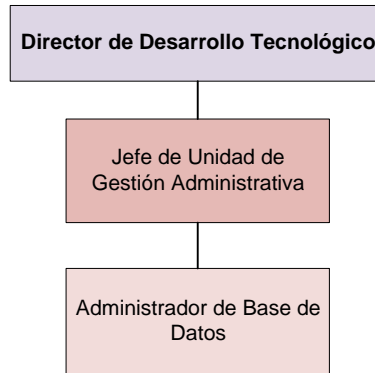 Director de Desarrollo Tecnológico
Jefe de Unidad de
Gestión Administrativa
Administrador de Base de
Datos